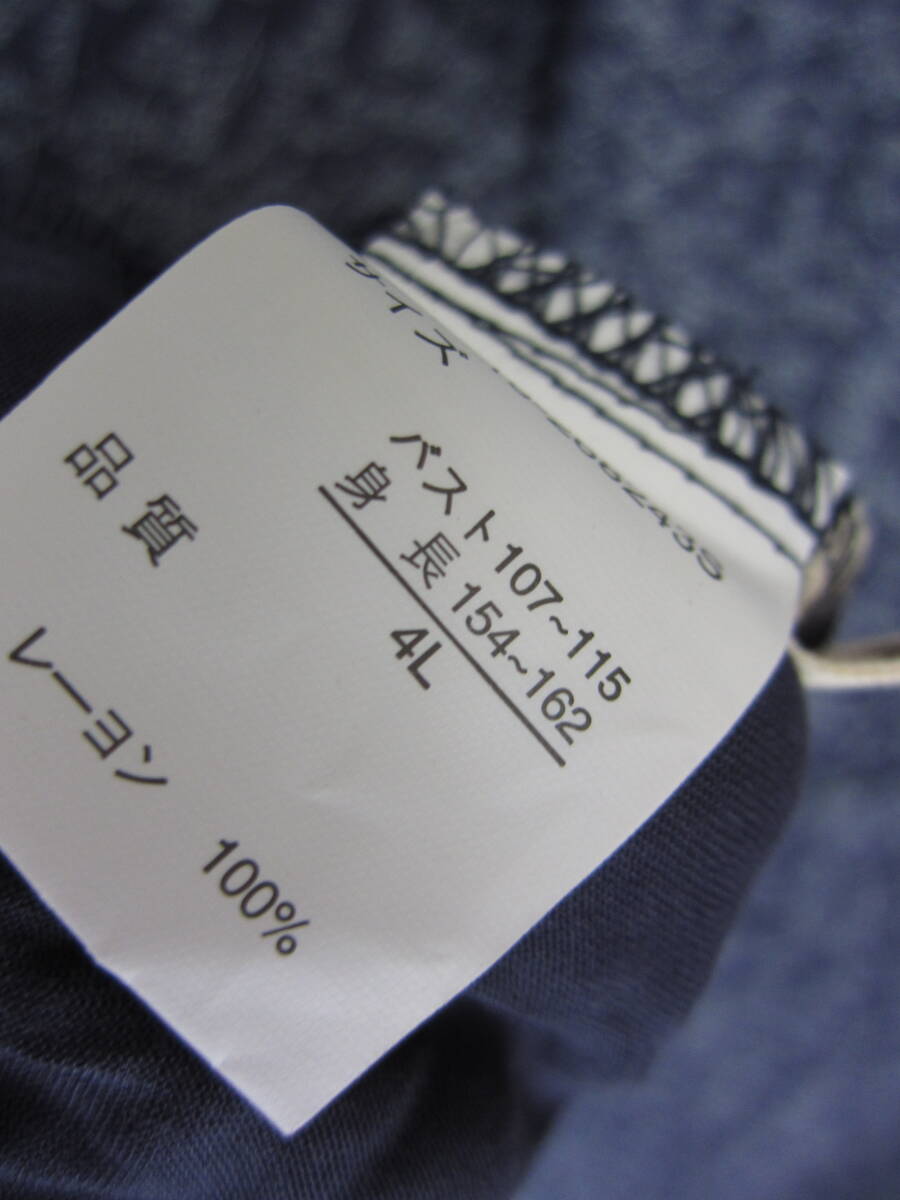 サイズ
バスト107~115
身長154~162
4L
品質
レーヨン 100%